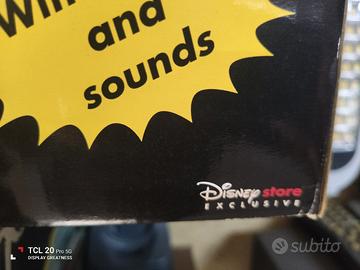 and
sounds
Disney store
EXCLUSIVE
TCL 20 Pro 5G
DISPLAY GREATNESS
subito